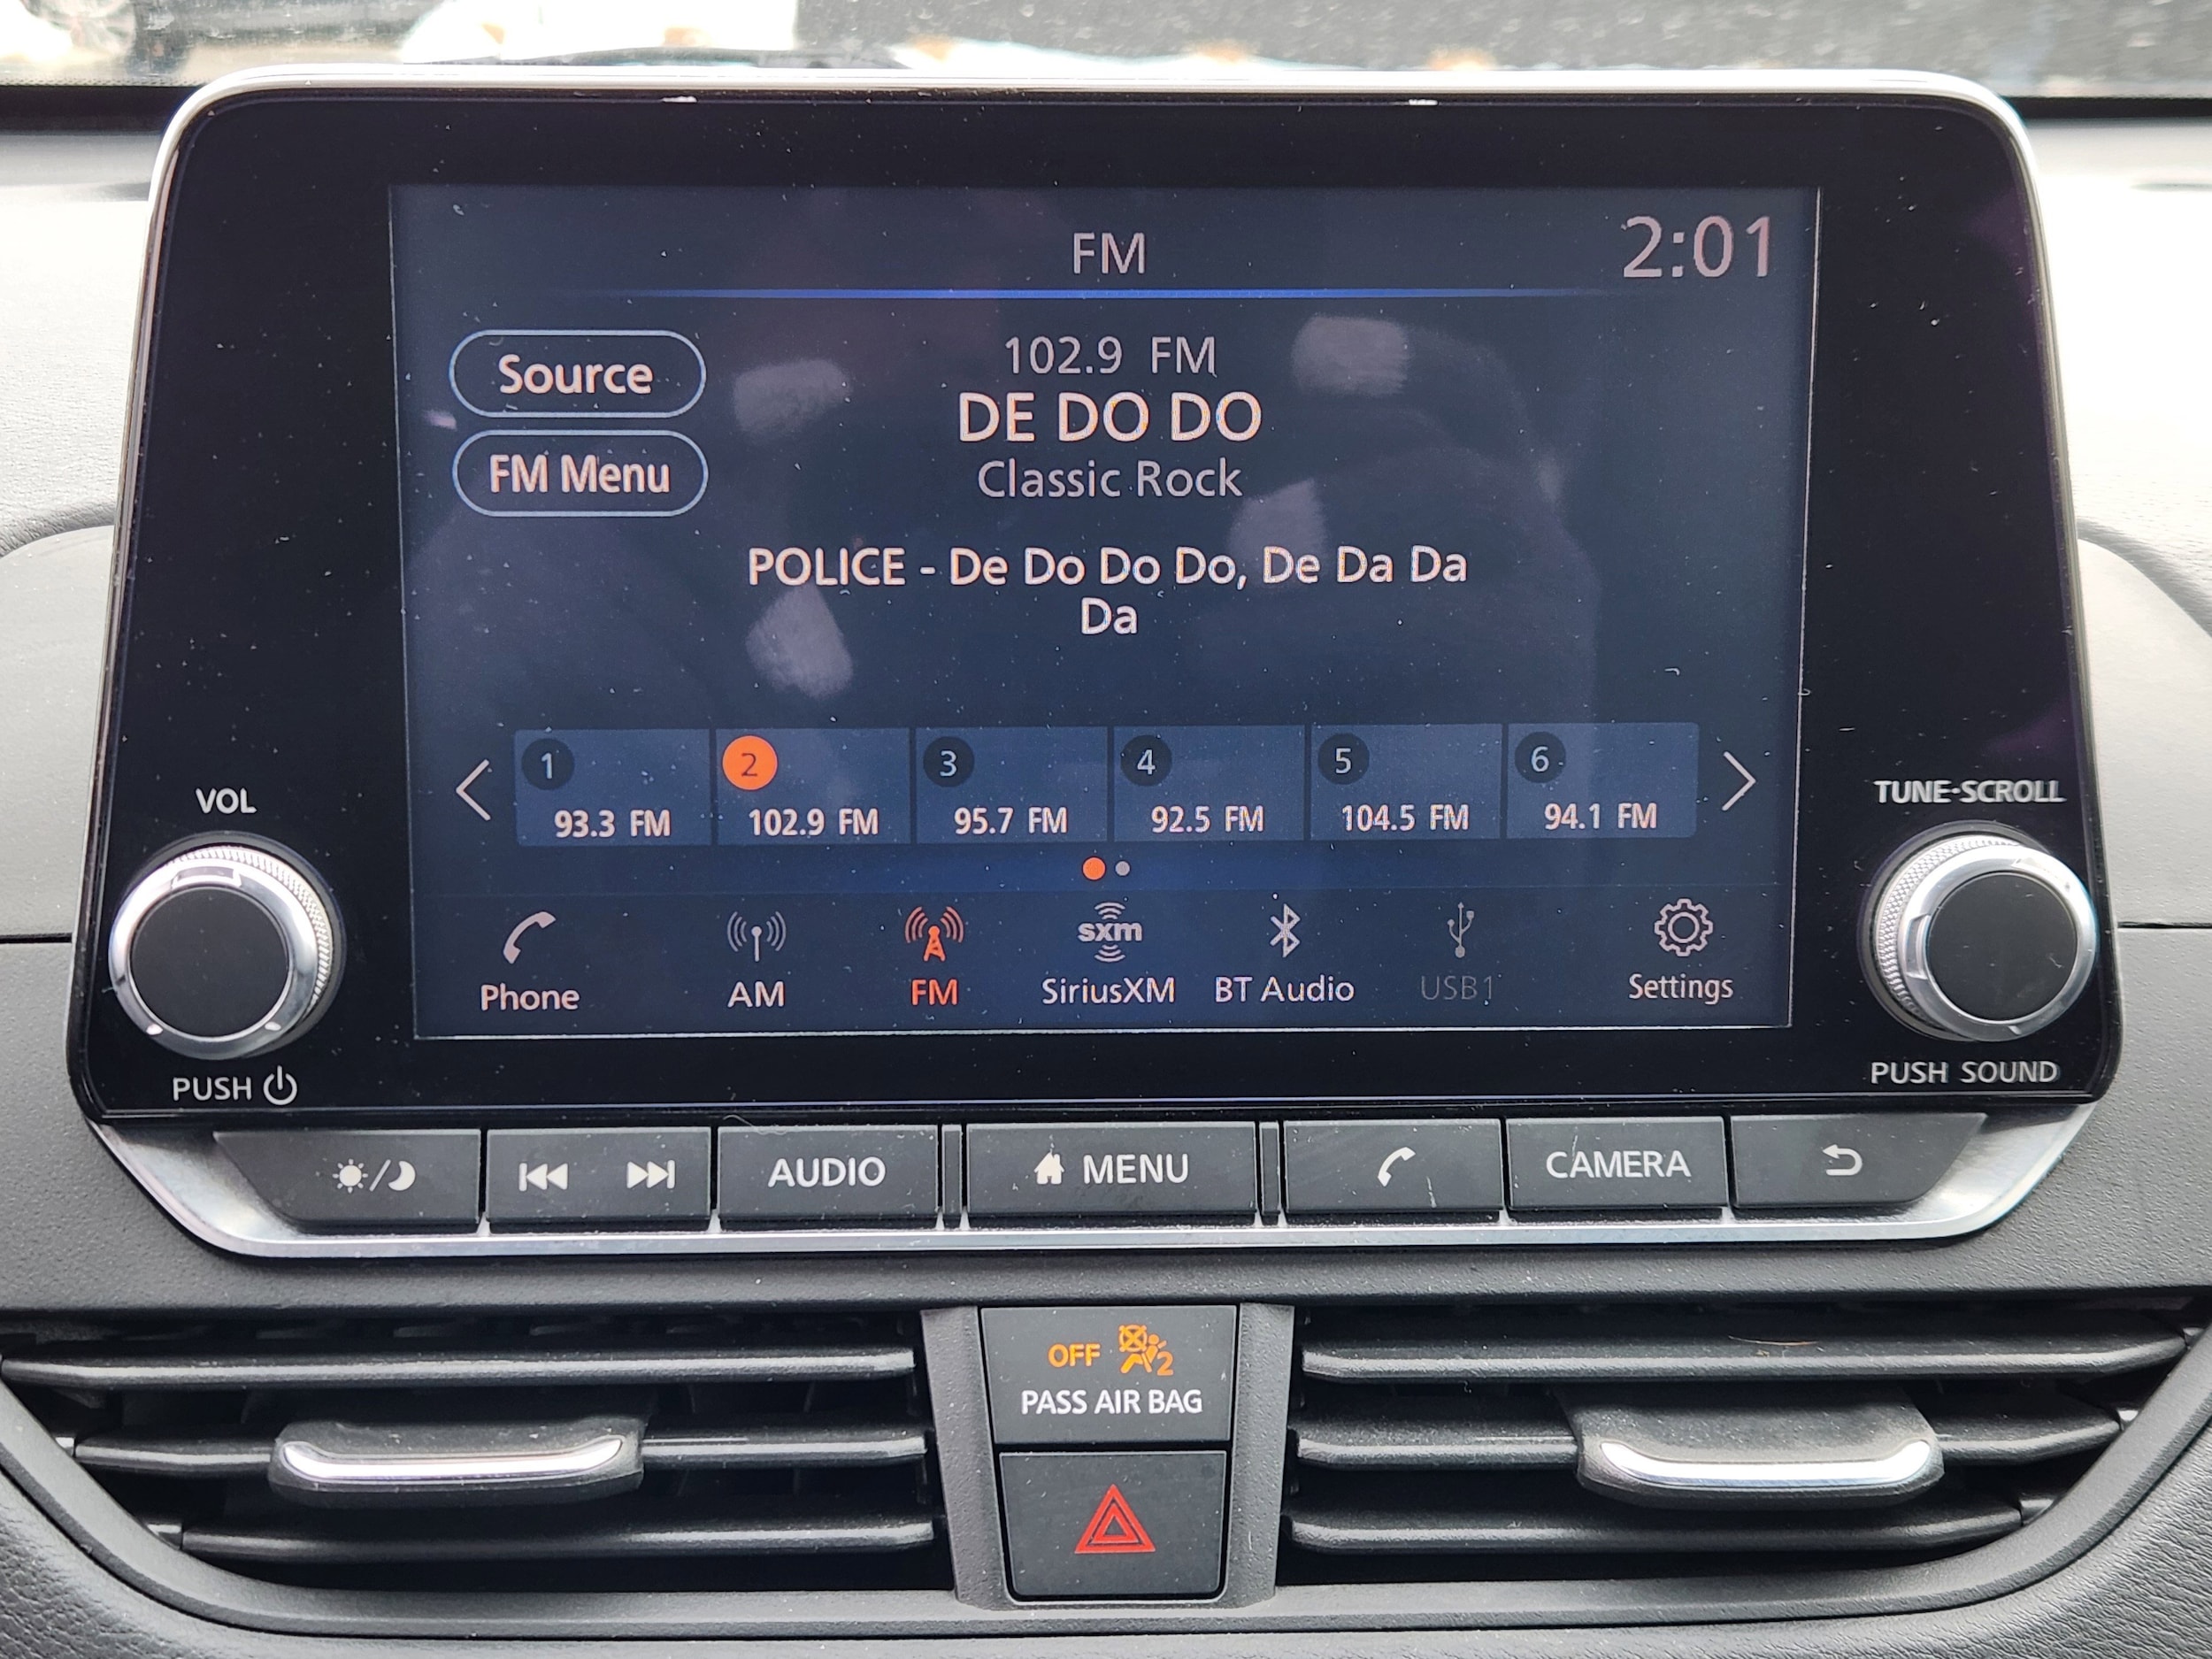 FM
2:01
Source
FM Menu
102.9 FM
DE DO DO
Classic Rock
POLICE - De Do Do Do, De Da Da
Da
1
2
3
4
5
6
93.3 FM
102.9 FM
95.7 FM
92.5 FM
104.5 FM
94.1 FM
VOL
TUNE·SCROLL
sxm
Phone
AM
FM
SiriusXM
BT Audio
USB1
Settings
PUSH
PUSH SOUND
AUDIO
MENU
CAMERA
OFF
2
PASS AIR BAG